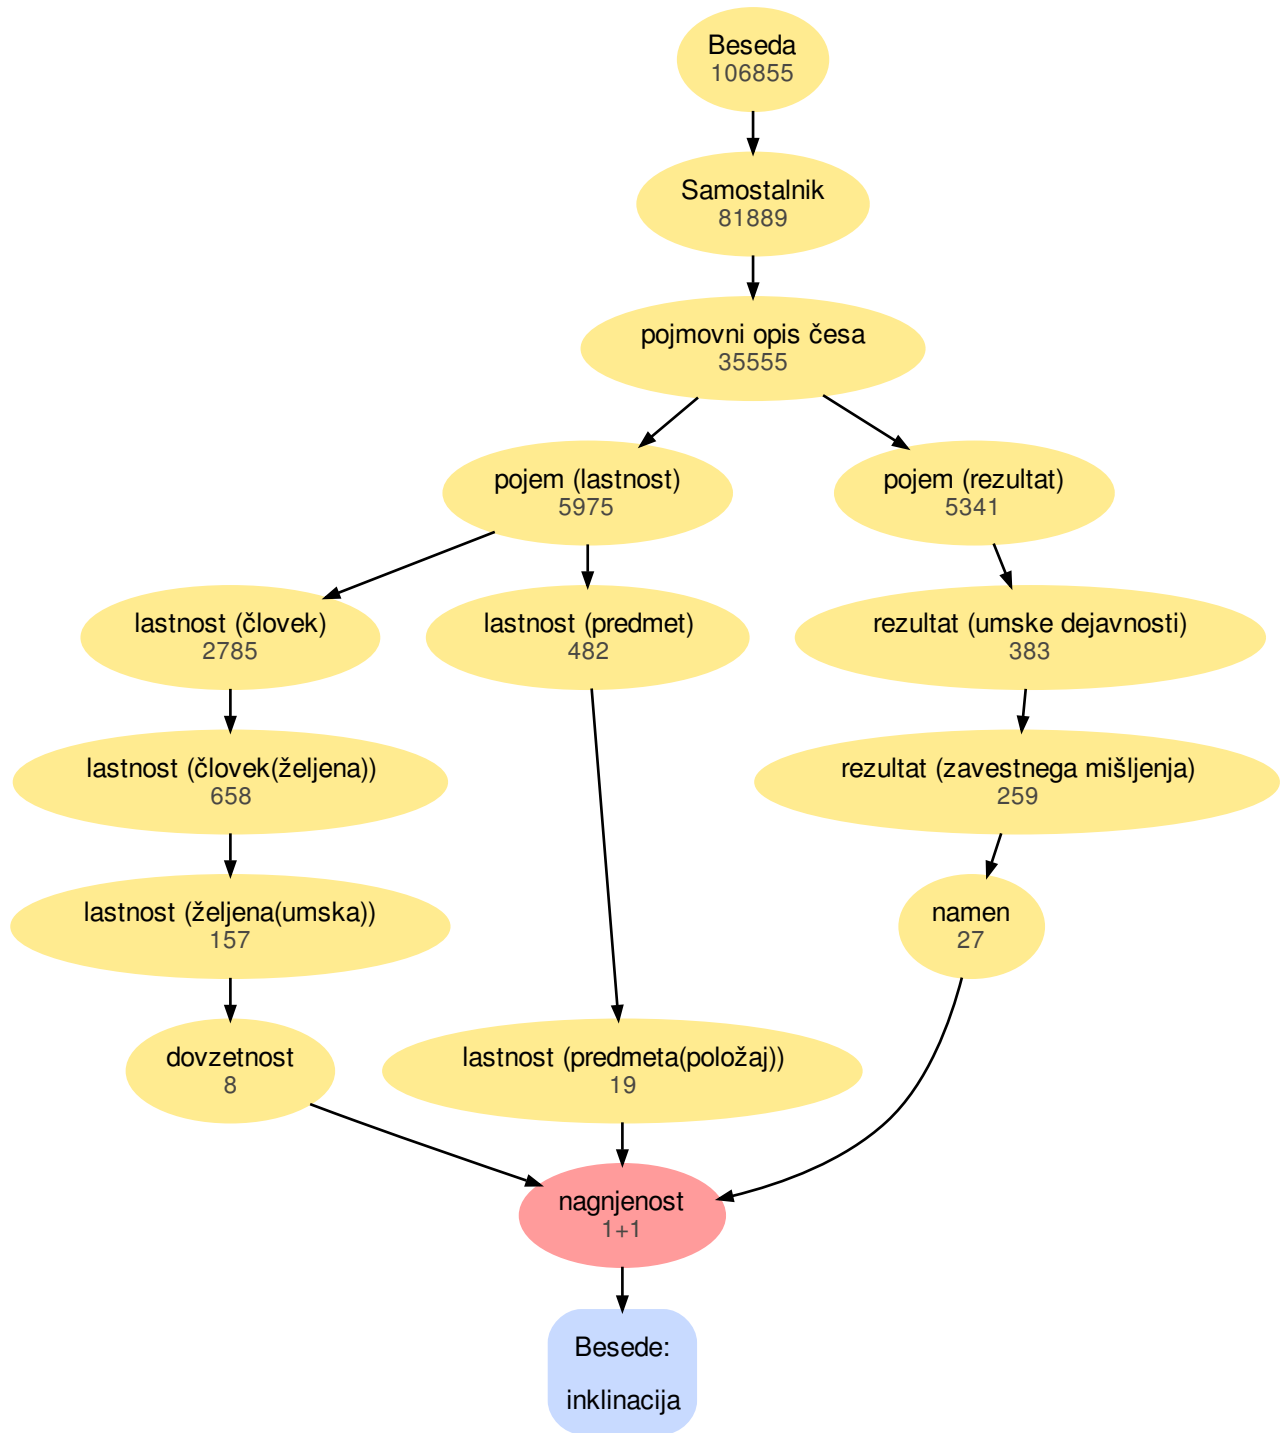 Beseda
106855
Samostalnik
81889
pojmovni opis česa
35555
pojem (lastnost)
5975
pojem (rezultat)
5341
lastnost (človek)
2785
lastnost (predmet)
482
rezultat (umske dejavnosti)
383
lastnost (človek(željena))
658
rezultat (zavestnega mišljenja)
259
lastnost (željena(umska))
157
namen
27
dovzetnost
8
lastnost (predmeta(položaj))
19
nagnjenost
1+1
Besede:
inklinacija